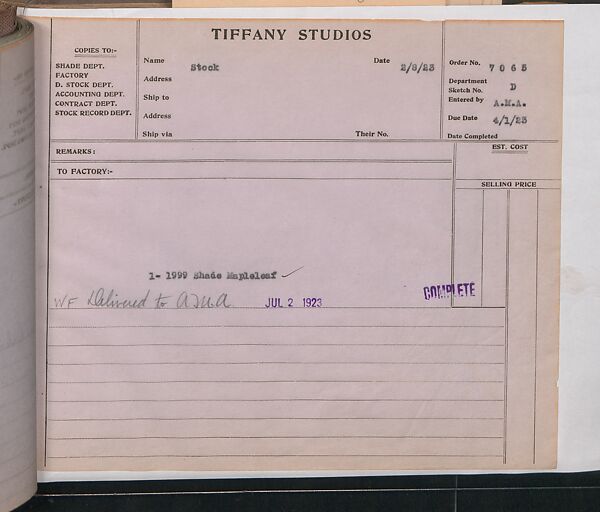 TIFFANY STUDIOS
COPIES TO:-
SHADE DEPT.
FACTORY
D. STOCK DEPT.
ACCOUNTING DEPT.
CONTRACT DEPT.
STOCK RECORD DEPT.
Name Stock Date 2/8/23
Address
Ship to
Address
Ship via Their No.
Order No. 7065
Department
Sketch No. D
Entered by A.M.A.
Due Date 4/1/23
Date Completed
REMARKS:
EST. COST
TO FACTORY:-
SELLING PRICE
1- 1999 Shade Mapleleaf ✓
WF Delivered to JUL 2 1923 COMPLETE